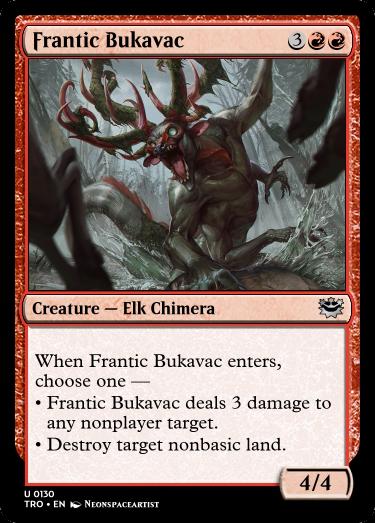 Frantic Bukavac 3
Creature — Elk Chimera
When Frantic Bukavac enters,
choose one —
• Frantic Bukavac deals 3 damage to
any nonplayer target.
• Destroy target nonbasic land.
4/4
U 0130
TRO • EN Neonspaceartist